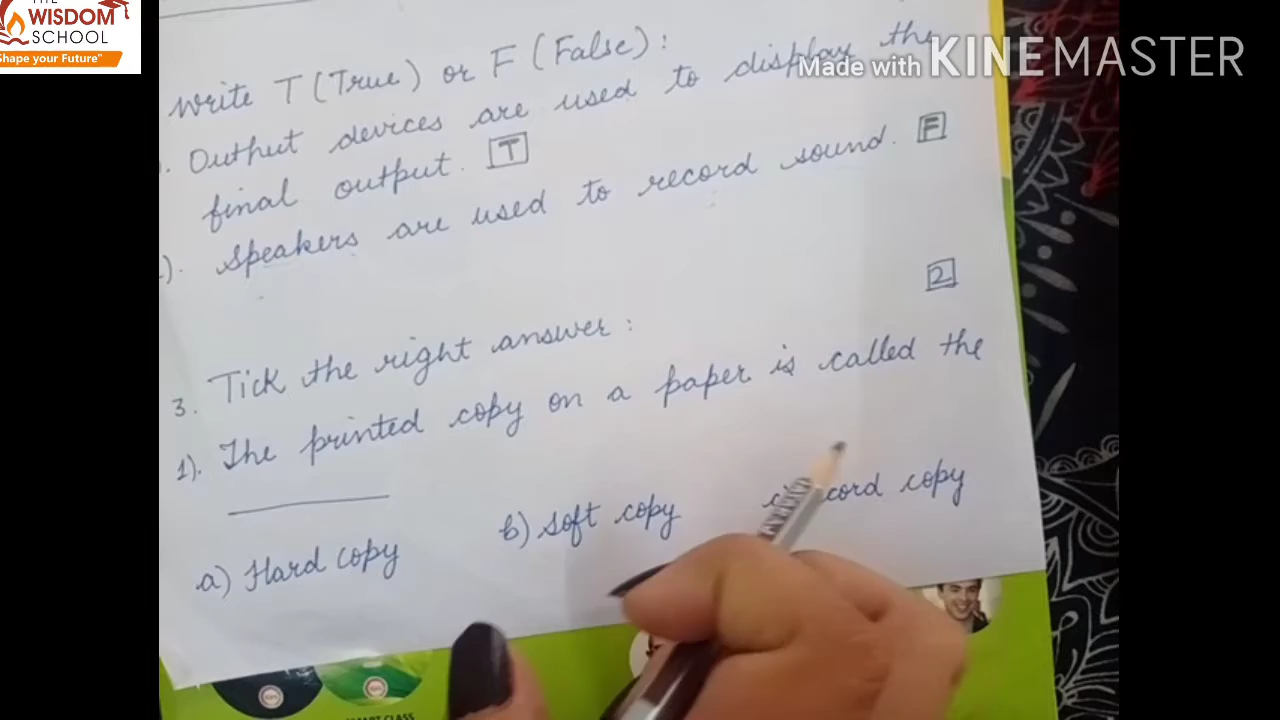 THE
WISDOM
SCHOOL
Shape your Future"
Made with KINEMASTER
Write T (True) or F (False) :
Output devices are used to display the
final output. T
). Speakers are used to record sound. F
2
3. Tick the right answer :
1). The printed copy on a paper is called the
a) Hard copy b) Soft copy c) cord copy
SMART CLASS